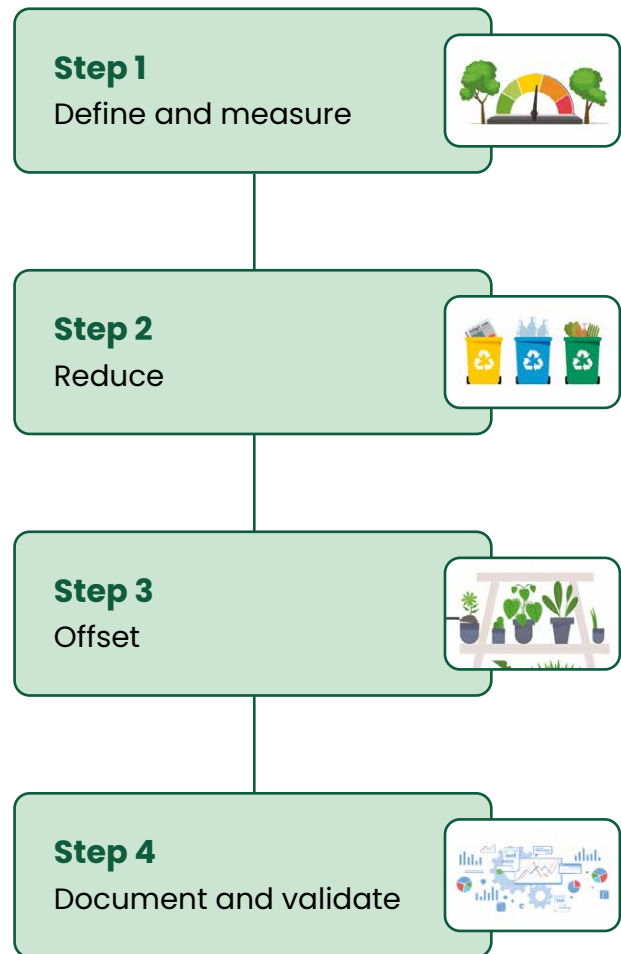 Step 1
Define and measure
Step 2
Reduce
Step 3
Offset
Step 4
Document and validate